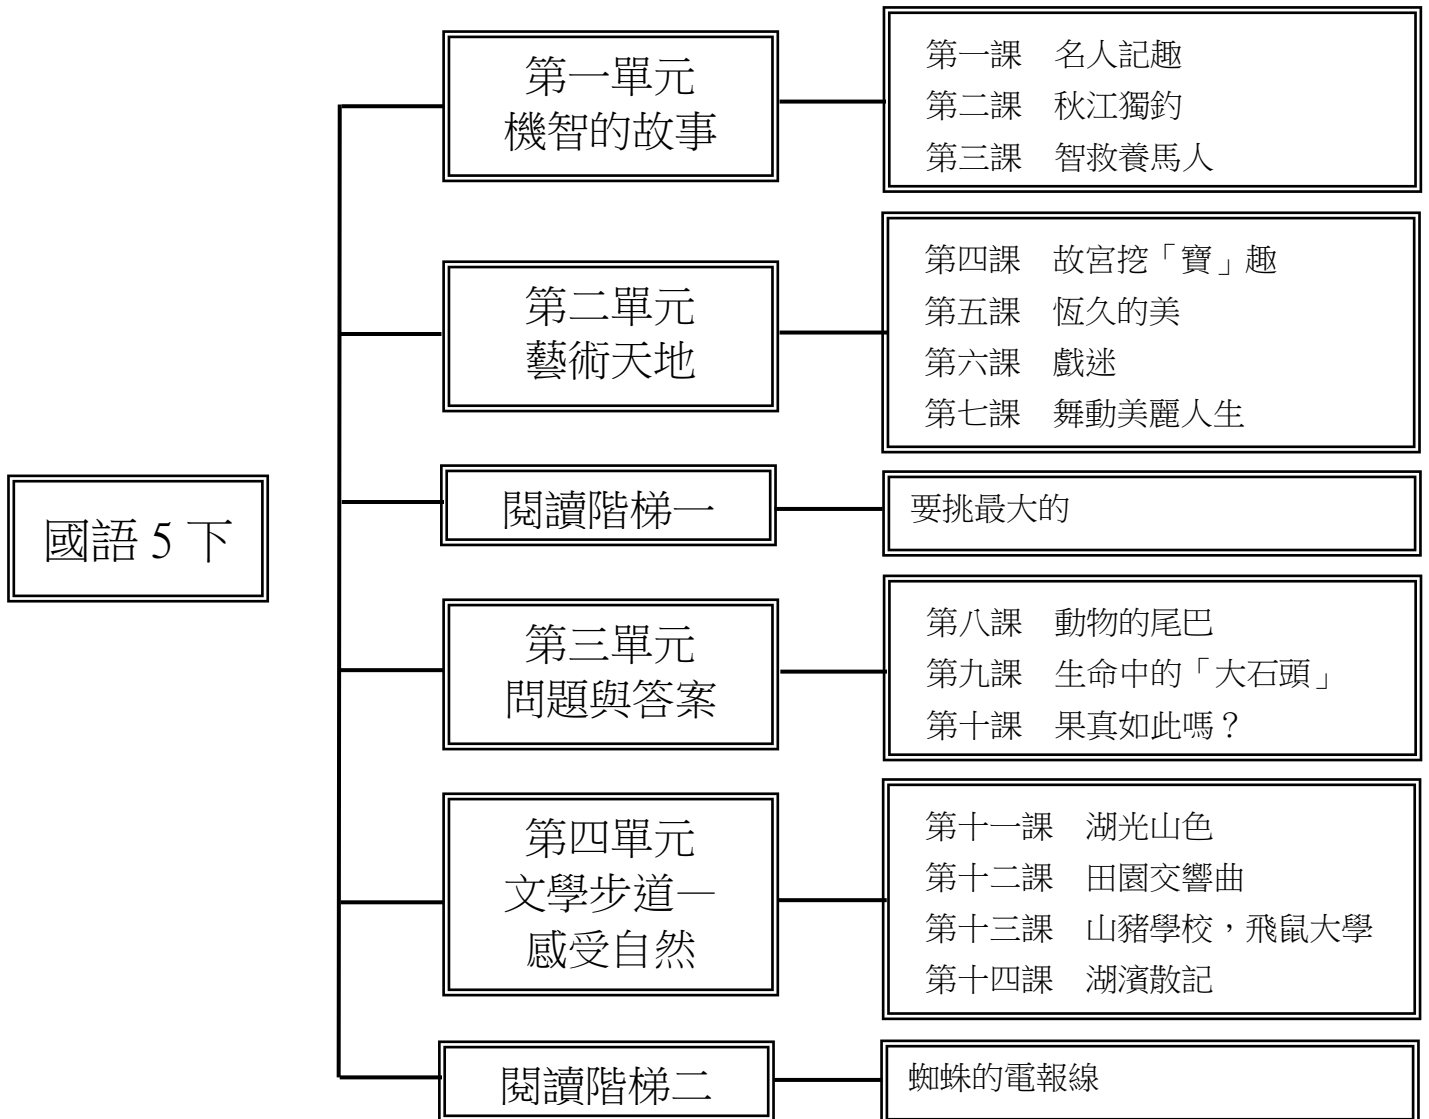 國語 5 下
第一單元
機智的故事
第一課　名人記趣
第二課　秋江獨釣
第三課　智救養馬人
第二單元
藝術天地
第四課　故宮挖「寶」趣
第五課　恆久的美
第六課　戲迷
第七課　舞動美麗人生
閱讀階梯一
要挑最大的
第三單元
問題與答案
第八課　動物的尾巴
第九課　生命中的「大石頭」
第十課　果真如此嗎？
第四單元
文學步道—
感受自然
第十一課　湖光山色
第十二課　田園交響曲
第十三課　山豬學校，飛鼠大學
第十四課　湖濱散記
閱讀階梯二
蜘蛛的電報線